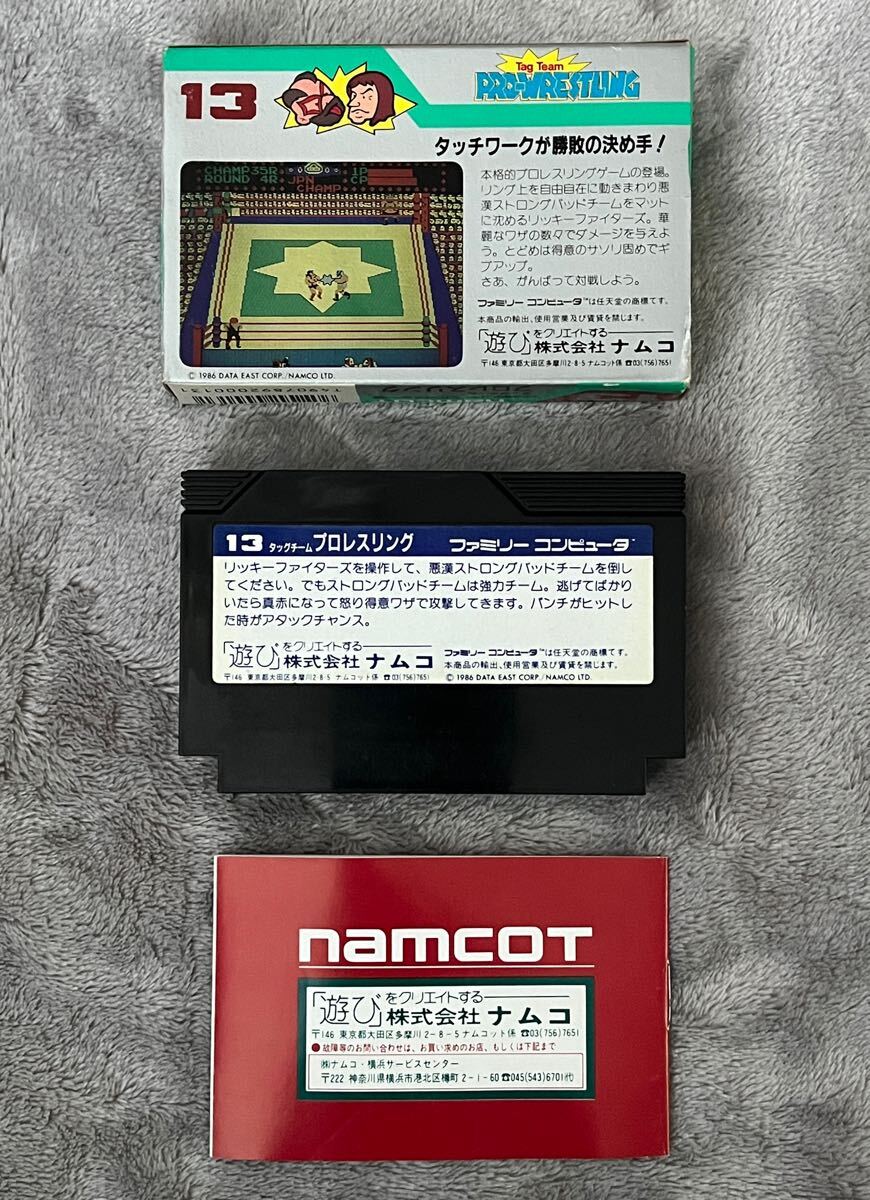 13
Tag Team
PRO-WRESTLING
タッチワークが勝敗の決め手!
CHAMP35R 1P
ROUND 4R JPN CP
CHAMP
本格的プロレスリングゲームの登場。
リング上を自由自在に動きまわり悪
漢ストロングバッドチームをマット
に沈めるリッキーファイターズ。華
麗なワザの数々でダメージを与えよ
う。とどめは得意のサソリ固めでギ
ブアップ。
さあ、がんばって対戦しよう。
ファミリーコンピュータ™は任天堂の商標です。
本商品の輸出、使用営業及び賃貸を禁じます。
「遊び」をクリエイトする
株式会社 ナムコ
〒146 東京都大田区多摩川2-8-5 ナムコット係 ☎03(756)7651
© 1986 DATA EAST CORP./NAMCO LTD.
13 タッグチームプロレスリング ファミリーコンピュータ™
リッキーファイターズを操作して、悪漢ストロングバッドチームを倒し
てください。でもストロングバッドチームは強力チーム。逃げてばかり
いたら真赤になって怒り得意ワザで攻撃してきます。パンチがヒットし
た時がアタックチャンス。
「遊び」をクリエイトする
株式会社 ナムコ
〒146 東京都大田区多摩川2-8-5 ナムコット係 ☎03(756)7651
ファミリーコンピュータ™は任天堂の商標です。
本商品の輸出、使用営業及び賃貸を禁じます。
© 1986 DATA EAST CORP./NAMCO LTD.
namcot
「遊び」をクリエイトする
株式会社 ナムコ
〒146 東京都大田区多摩川2-8-5 ナムコット係 ☎03(756)7651
●故障等のお問い合わせは、お買い求めのお店、もしくは下記まで
㈱ナムコ・横浜サービスセンター
〒222 神奈川県横浜市港北区樽町2-1-60 ☎045(543)6701㈹